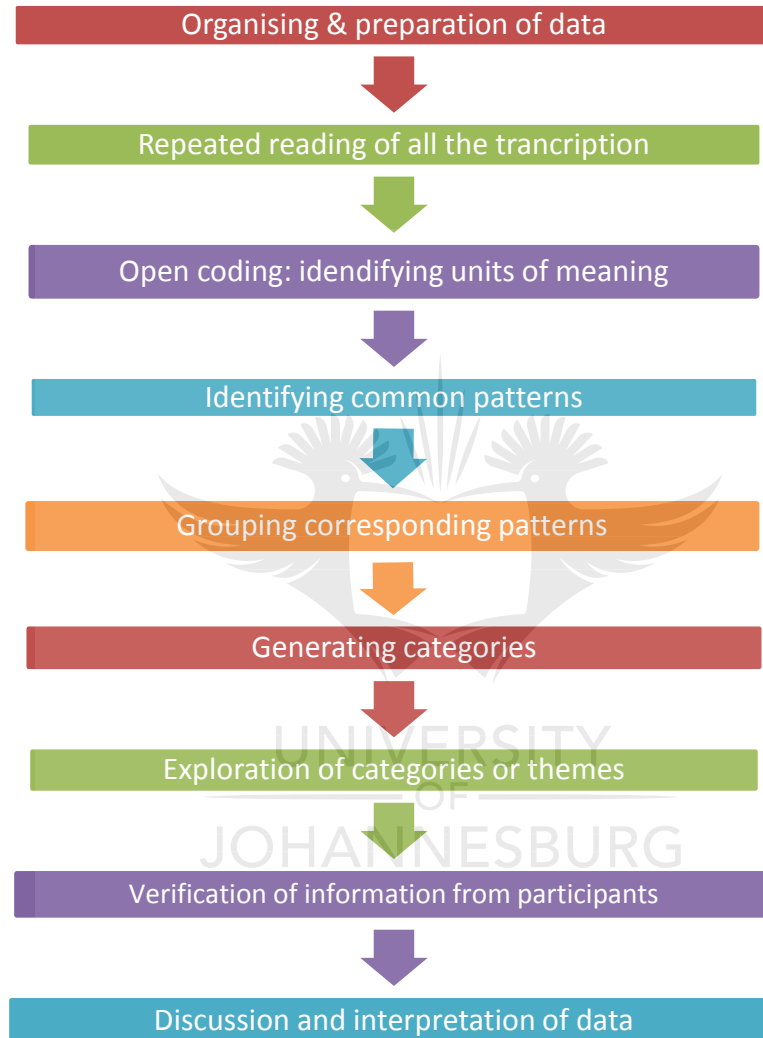 Organising & preparation of data
Repeated reading of all the trancription
Open coding: idendifying units of meaning
Identifying common patterns
Grouping corresponding patterns
Generating categories
UNIVERSITY
Exploration of categories or themes
OF
JOHANNESBURG
Verification of information from participants
Discussion and interpretation of data